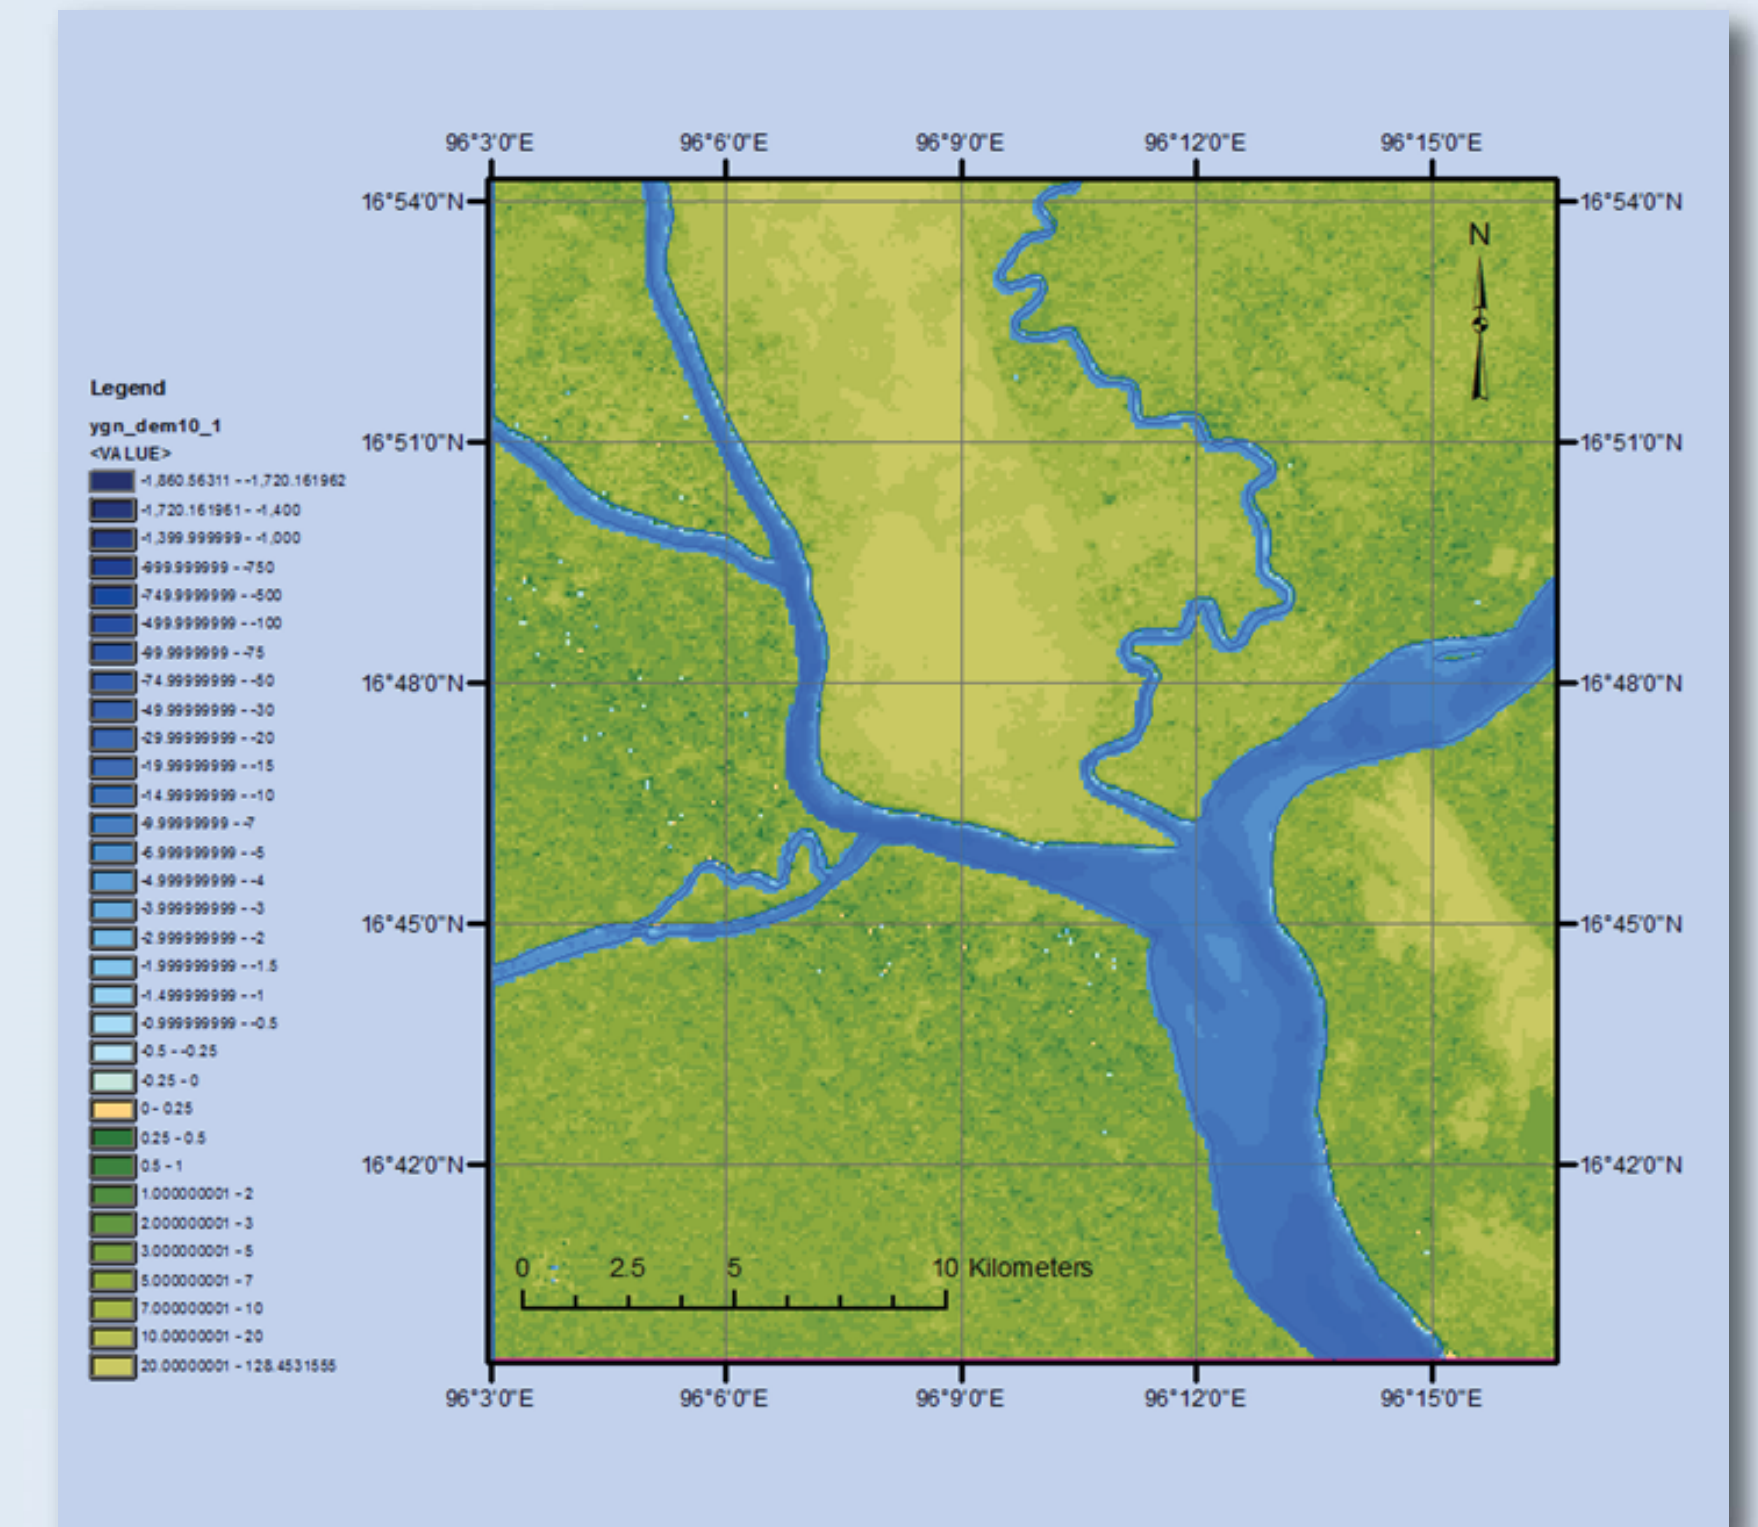 96°3'0"E 96°6'0"E 96°9'0"E 96°12'0"E 96°15'0"E
16°54'0"N 16°54'0"N
N
Legend
ygn_dem10_1
<VALUE>
16°51'0"N 16°51'0"N
-1,860.56311 - -1,720.161962
-1,720.161961 - -1,400
-1,399.999999 - -1,000
-999.999999 - -750
-749.9999999 - -500
-499.9999999 - -100
-99.9999999 - -75
-74.99999999 - -50
16°48'0"N 16°48'0"N
-49.99999999 - -30
-29.99999999 - -20
-19.99999999 - -15
-14.99999999 - -10
-9.99999999 - -7
-6.999999999 - -5
-4.999999999 - -4
-3.999999999 - -3
16°45'0"N 16°45'0"N
-2.999999999 - -2
-1.999999999 - -1.5
-1.499999999 - -1
-0.999999999 - -0.5
-0.5 - -0.25
-0.25 - 0
0 - 0.25
0.25 - 0.5
0.5 - 1
16°42'0"N 16°42'0"N
1.000000001 - 2
2.000000001 - 3
3.000000001 - 5
5.000000001 - 7
7.000000001 - 10
10.00000001 - 20
20.00000001 - 128.4531555
0 2.5 5 10 Kilometers
96°3'0"E 96°6'0"E 96°9'0"E 96°12'0"E 96°15'0"E